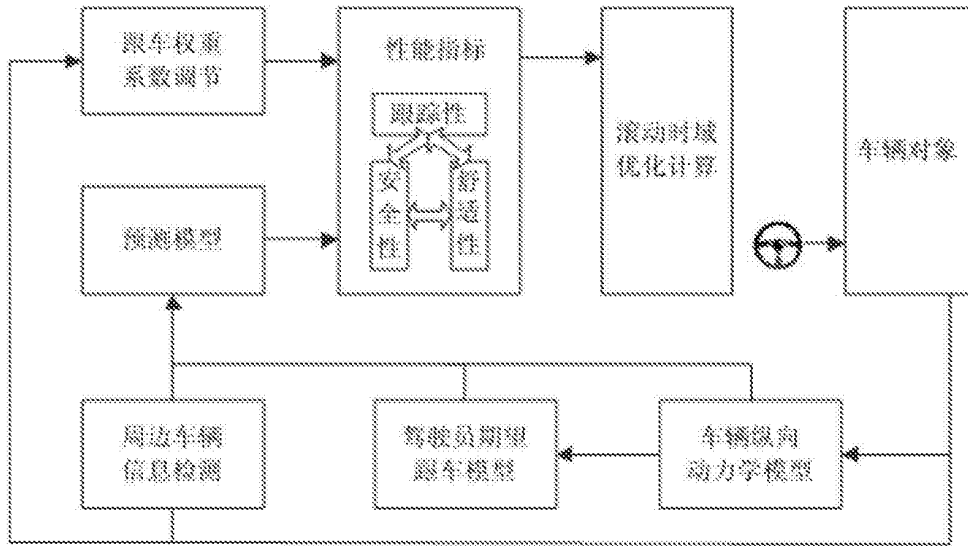 跟车权重
系数调节
性能指标
跟踪性
安全性
舒适性
滚动时域
优化计算
车辆对象
预测模型
周边车辆
信息检测
驾驶员期望
跟车模型
车辆纵向
动力学模型